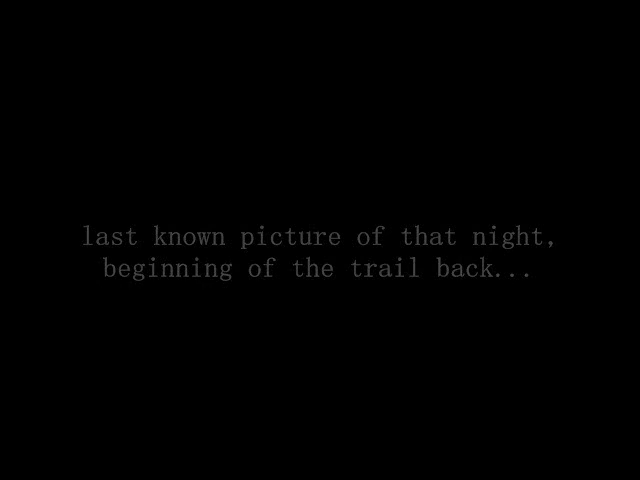 last known picture of that night,
beginning of the trail back...